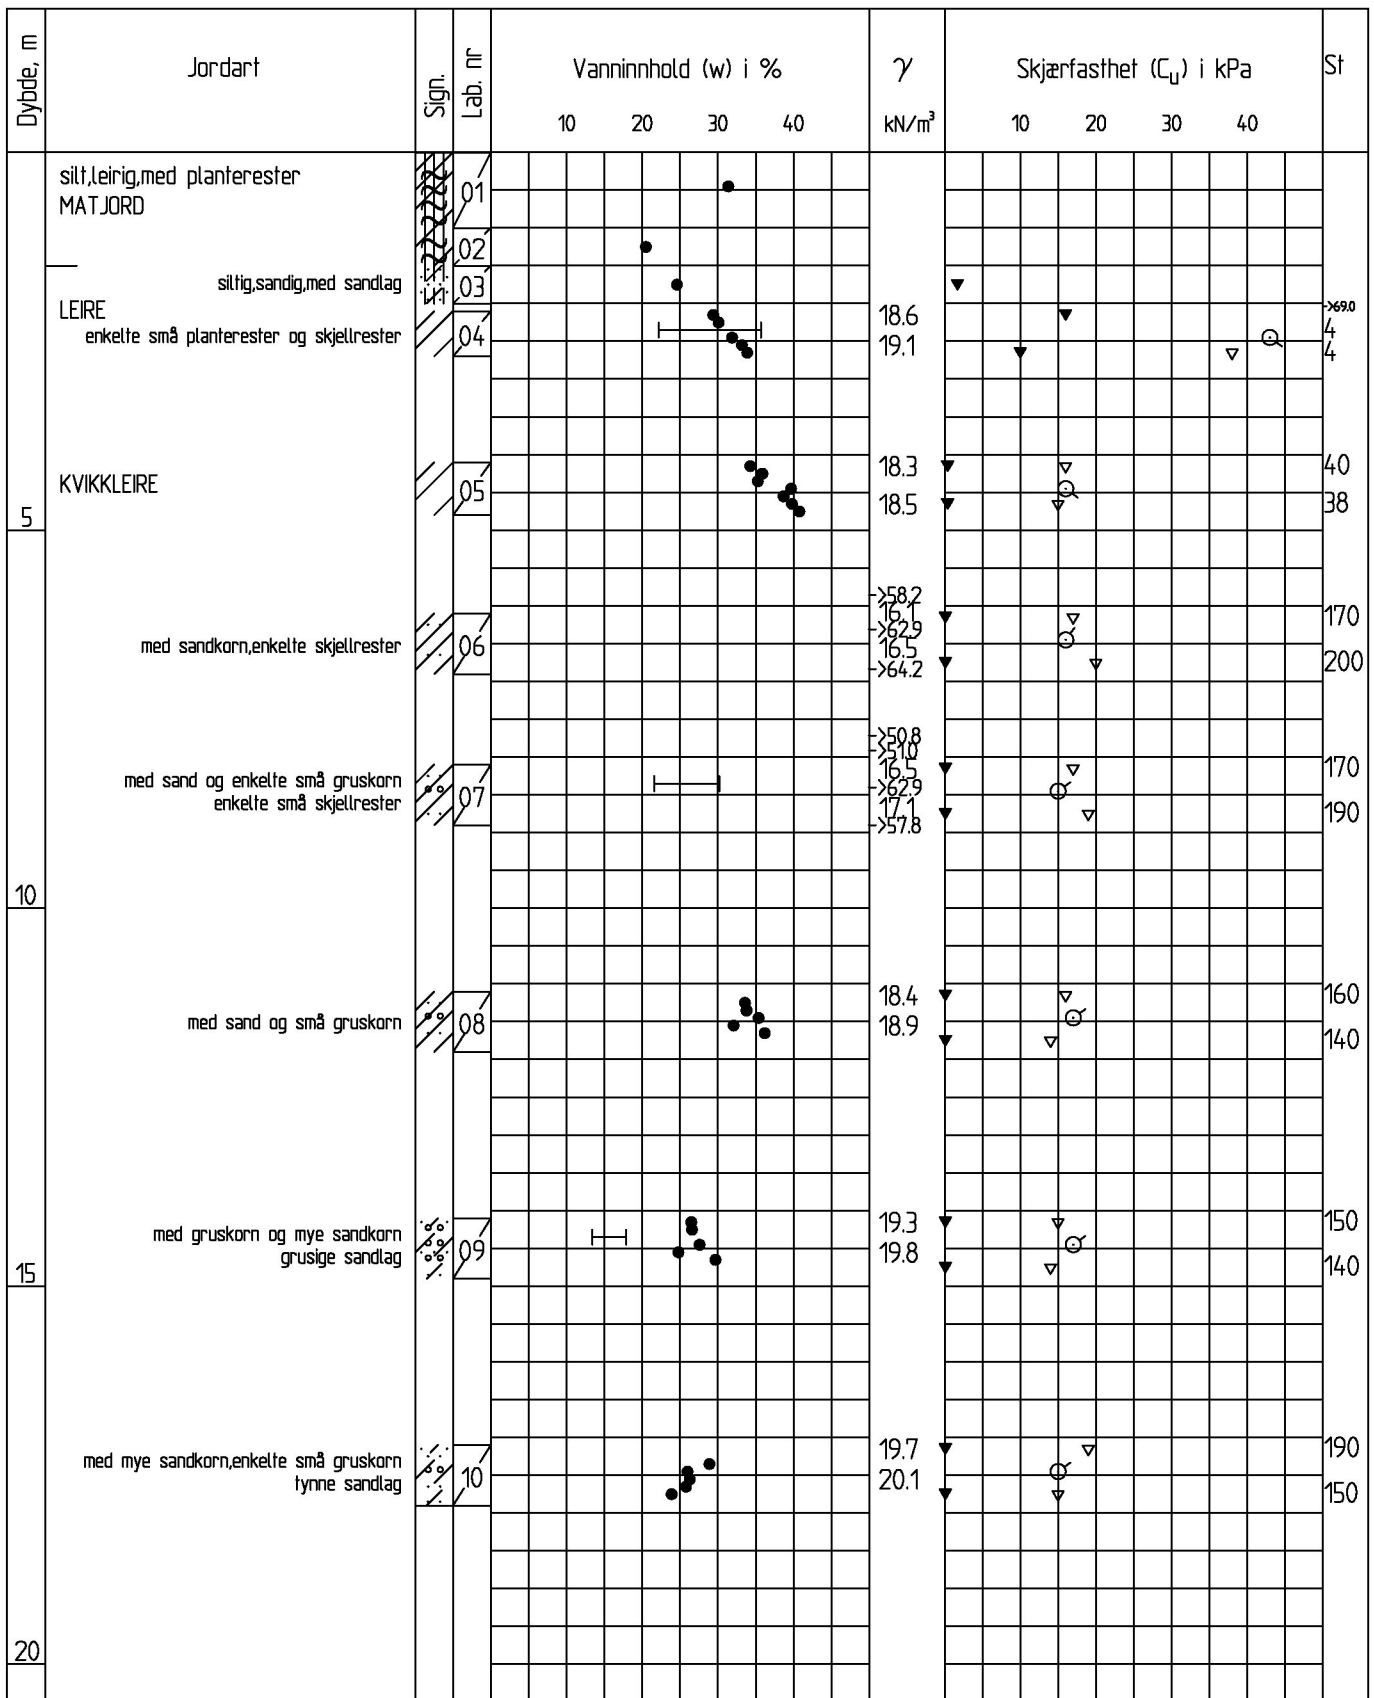 Dybde, m
Jordart
Sign.
Lab. nr
Vanninnhold (w) i %
10 20 30 40
γ
kN/m³
Skjærfasthet (Cu) i kPa
10 20 30 40
St
silt,leirig,med planterester
MATJORD
01
02
siltig,sandig,med sandlag
03
LEIRE
18.6
->69.0
enkelte små planterester og skjellrester
04
19.1
4
4
KVIKKLEIRE
05
18.3
40
18.5
38
5
->58.2
16.1
170
->62.9
med sandkorn,enkelte skjellrester
06
16.5
200
->64.2
->50.8
->51.0
16.5
170
med sand og enkelte små gruskorn
->62.9
enkelte små skjellrester
07
17.1
190
->57.8
10
18.4
160
med sand og små gruskorn
08
18.9
140
19.3
150
med gruskorn og mye sandkorn
grusige sandlag
09
19.8
140
15
19.7
190
med mye sandkorn,enkelte små gruskorn
tynne sandlag
10
20.1
150
20